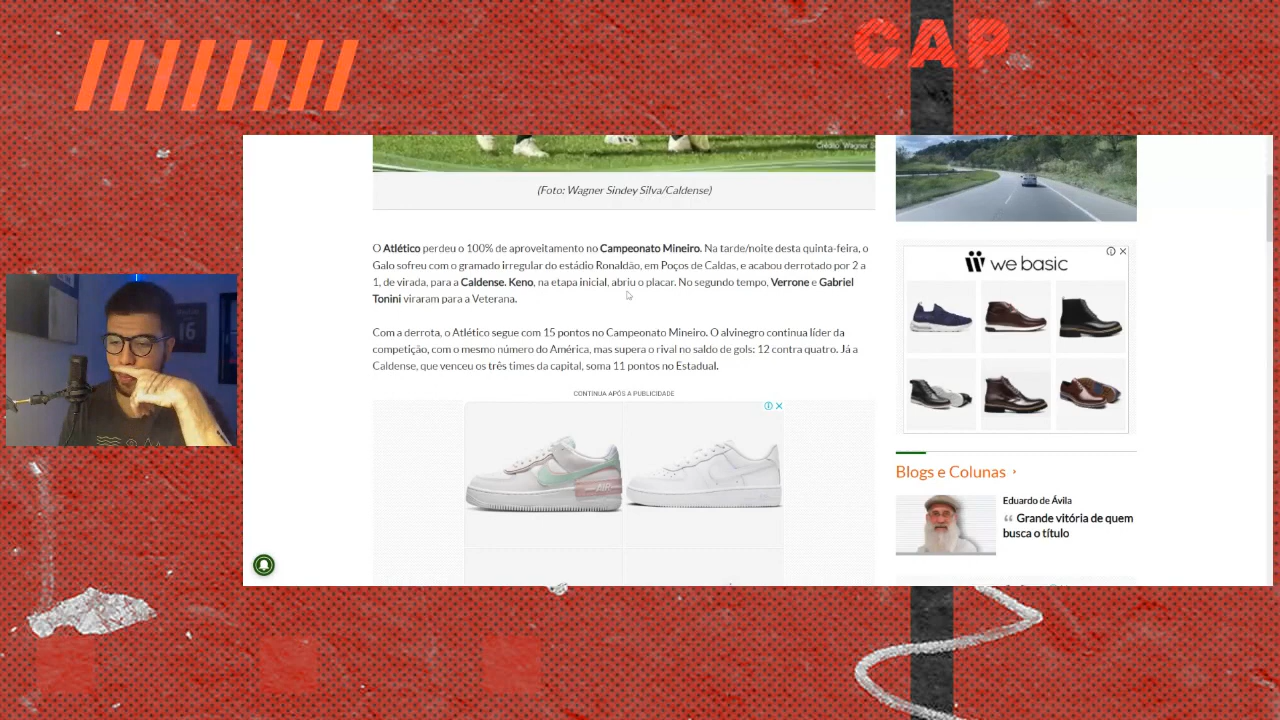 CAP
Crédito: Wagner S
(Foto: Wagner Sindey Silva/Caldense)
O Atlético perdeu o 100% de aproveitamento no Campeonato Mineiro. Na tarde/noite desta quinta-feira, o
Galo sofreu com o gramado irregular do estádio Ronaldão, em Poços de Caldas, e acabou derrotado por 2 a
1, de virada, para a Caldense. Keno, na etapa inicial, abriu o placar. No segundo tempo, Verrone e Gabriel
Tonini viraram para a Veterana.
Com a derrota, o Atlético segue com 15 pontos no Campeonato Mineiro. O alvinegro continua líder da
competição, com o mesmo número do América, mas supera o rival no saldo de gols: 12 contra quatro. Já a
Caldense, que venceu os três times da capital, soma 11 pontos no Estadual.
CONTINUA APÓS A PUBLICIDADE
we basic
Blogs e Colunas
Eduardo de Ávila
“ Grande vitória de quem
busca o título
16